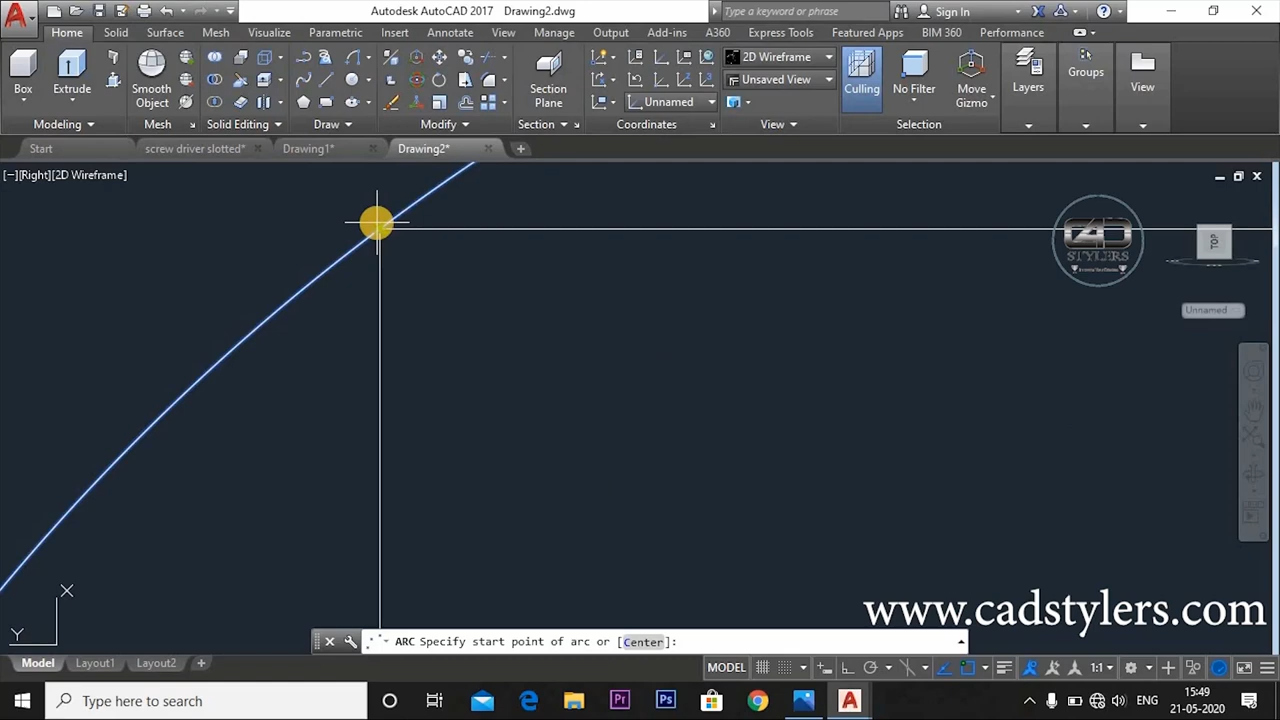 Autodesk AutoCAD 2017 Drawing2.dwg
Type a keyword or phrase
Sign In
Home Solid Surface Mesh Visualize Parametric Insert Annotate View Manage Output Add-ins A360 Express Tools Featured Apps BIM 360 Performance
2D Wireframe
Unsaved View
Unnamed
Box Extrude Smooth Object Section Plane Culling No Filter Move Gizmo Layers Groups View
Modeling Mesh Solid Editing Draw Modify Section Coordinates View Selection
Start screw driver slotted* Drawing1* Drawing2*
[−][Right][2D Wireframe]
CAD
STYLERS
TOP
Unnamed
X
Y
www.cadstylers.com
ARC Specify start point of arc or [Center]:
Model Layout1 Layout2
MODEL 1:1
Type here to search
Pr Ps
ENG
15:49
21-05-2020